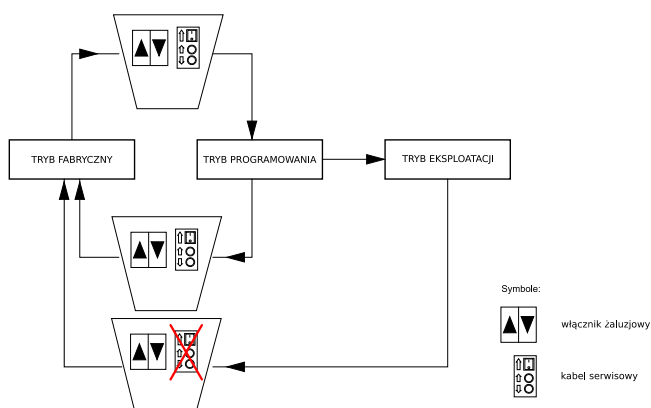 TRYB FABRYCZNY
TRYB PROGRAMOWANIA
TRYB EKSPLOATACJI
Symbole:
włącznik żaluzjowy
kabel serwisowy